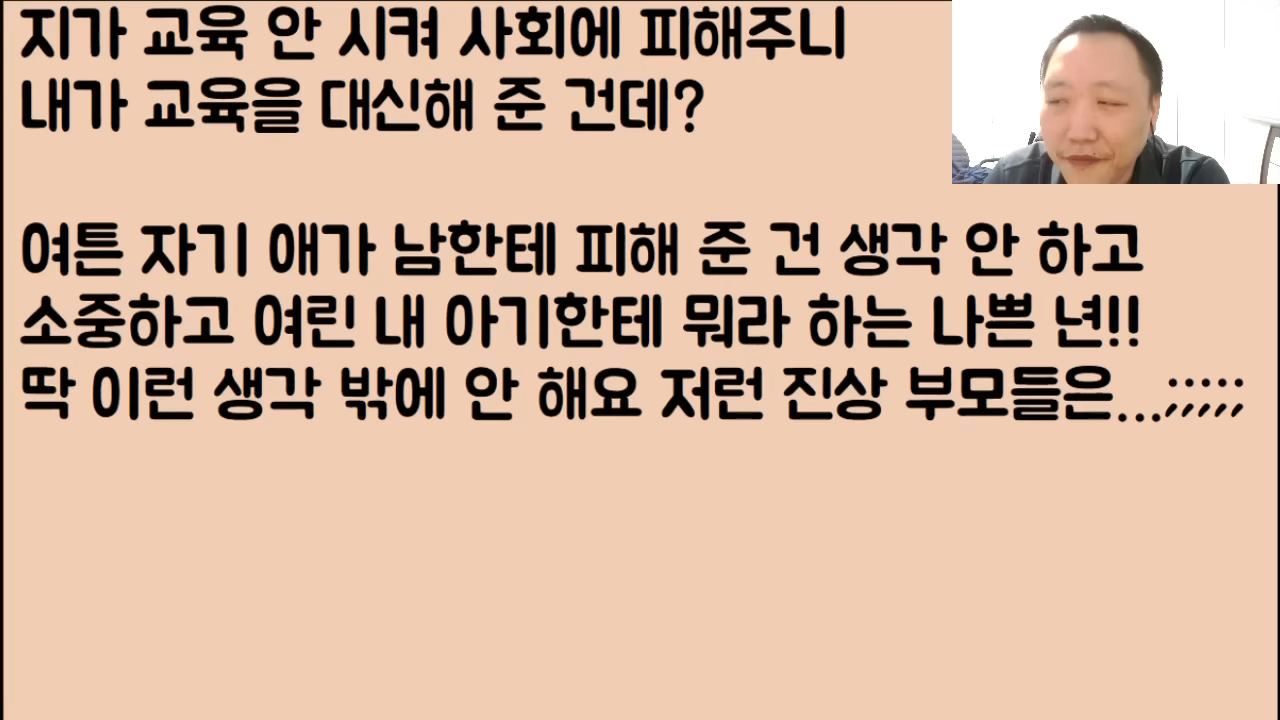 지가 교육 안 시켜 사회에 피해주니
내가 교육을 대신해 준 건데?
여튼 자기 애가 남한테 피해 준 건 생각 안 하고
소중하고 여린 내 아기한테 뭐라 하는 나쁜 년!!
딱 이런 생각 밖에 안 해요 저런 진상 부모들은...;;;;;